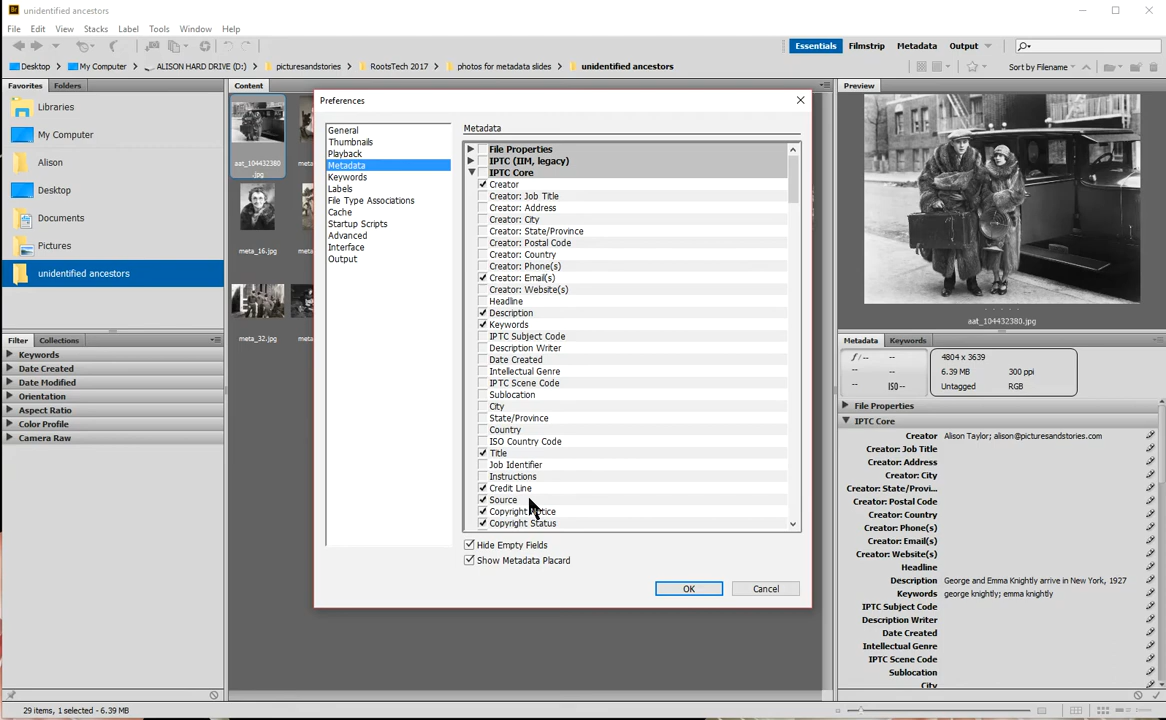 Br unidentified ancestors
File Edit View Stacks Label Tools Window Help
Essentials Filmstrip Metadata Output
Desktop > My Computer > ALISON HARD DRIVE (D:) > picturesandstories > RootsTech 2017 > photos for metadata slides > unidentified ancestors
Sort by Filename
Favorites Folders
Libraries
My Computer
Alison
Desktop
Documents
Pictures
unidentified ancestors
Filter Collections
Keywords
Date Created
Date Modified
Orientation
Aspect Ratio
Color Profile
Camera Raw
Content
aat_104432380
.jpg
meta
meta_16.jpg
meta
meta_32.jpg
meta
Preferences
General
Thumbnails
Playback
Metadata
Keywords
Labels
File Type Associations
Cache
Startup Scripts
Advanced
Interface
Output
Metadata
File Properties
IPTC (IIM, legacy)
IPTC Core
Creator
Creator: Job Title
Creator: Address
Creator: City
Creator: State/Province
Creator: Postal Code
Creator: Country
Creator: Phone(s)
Creator: Email(s)
Creator: Website(s)
Headline
Description
Keywords
IPTC Subject Code
Description Writer
Date Created
Intellectual Genre
IPTC Scene Code
Sublocation
City
State/Province
Country
ISO Country Code
Title
Job Identifier
Instructions
Credit Line
Source
Copyright Notice
Copyright Status
Hide Empty Fields
Show Metadata Placard
OK Cancel
Preview
aat_104432380.jpg
Metadata Keywords
f/-- --
-- --
-- ISO--
4804 x 3639
6.39 MB 300 ppi
Untagged RGB
File Properties
IPTC Core
Creator Alison Taylor; alison@picturesandstories.com
Creator: Job Title
Creator: Address
Creator: City
Creator: State/Provi...
Creator: Postal Code
Creator: Country
Creator: Phone(s)
Creator: Email(s)
Creator: Website(s)
Headline
Description George and Emma Knightly arrive in New York, 1927
Keywords george knightly; emma knightly
IPTC Subject Code
Description Writer
Date Created
Intellectual Genre
IPTC Scene Code
Sublocation
City
29 items, 1 selected - 6.39 MB